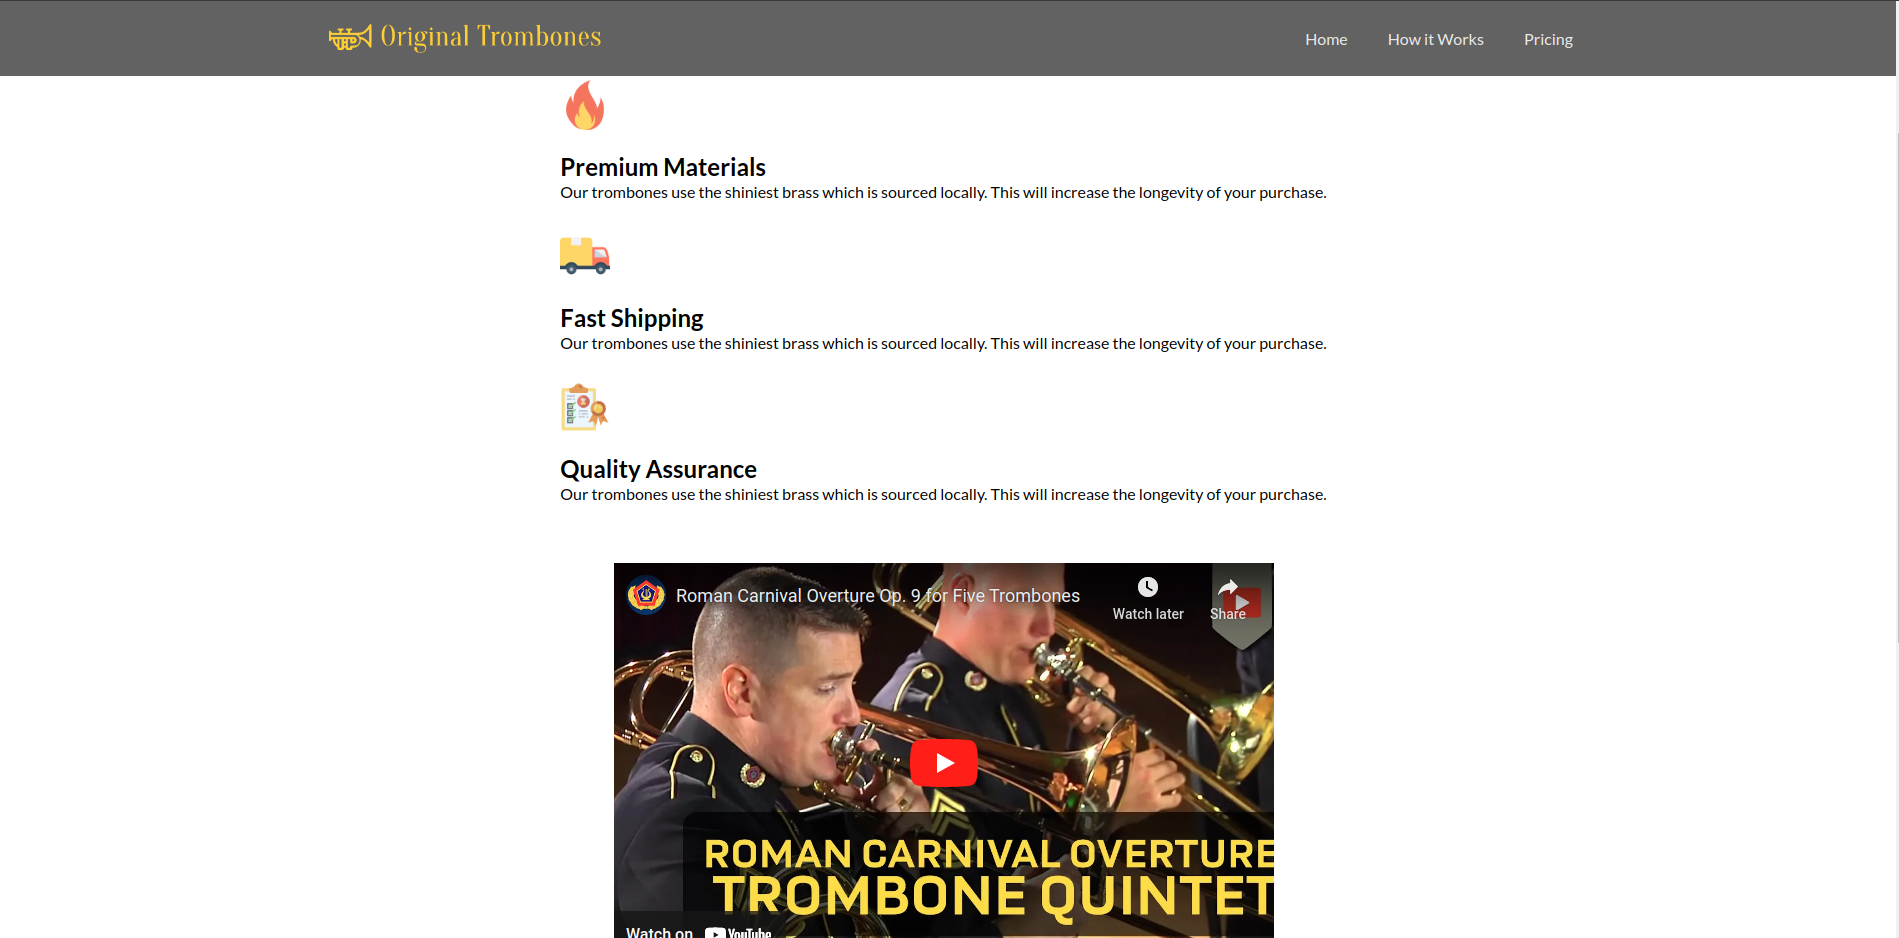 Original Trombones
Home
How it Works
Pricing
Premium Materials
Our trombones use the shiniest brass which is sourced locally. This will increase the longevity of your purchase.
Fast Shipping
Our trombones use the shiniest brass which is sourced locally. This will increase the longevity of your purchase.
Quality Assurance
Our trombones use the shiniest brass which is sourced locally. This will increase the longevity of your purchase.
Roman Carnival Overture Op. 9 for Five Trombones
Watch later
Share
ROMAN CARNIVAL OVERTURE
TROMBONE QUINTET
Watch on YouTube